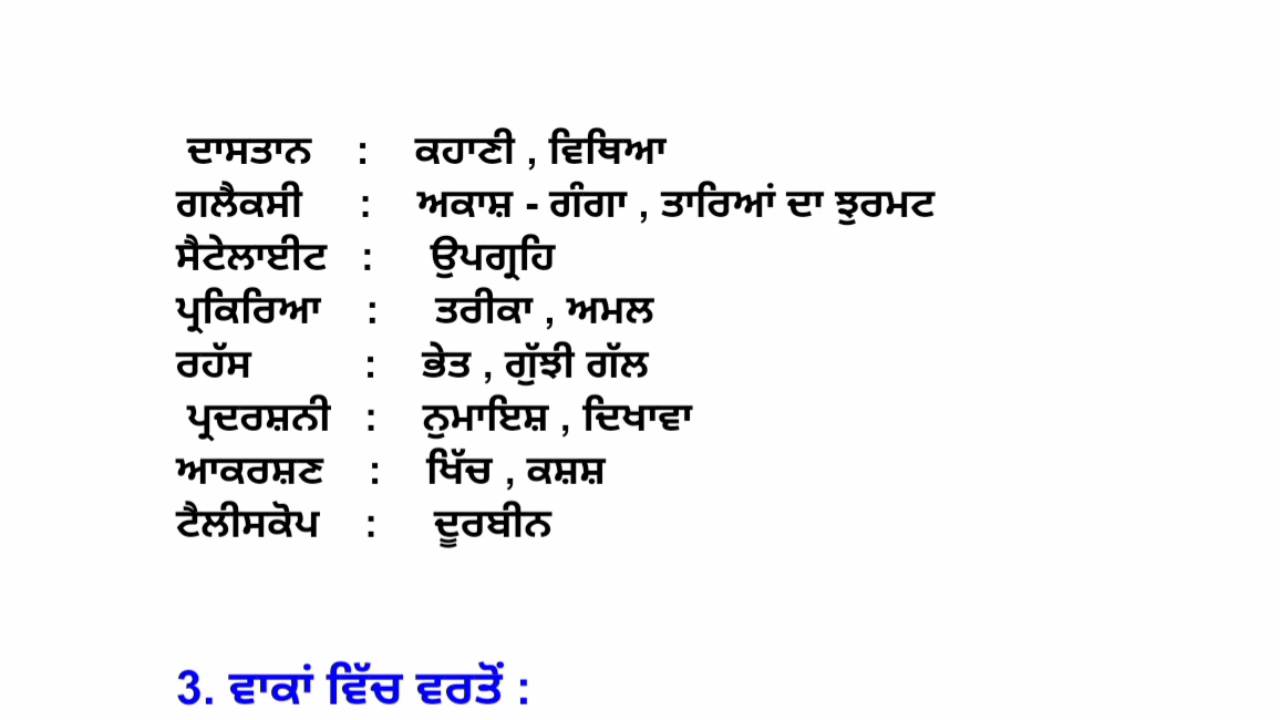 ਦਾਸਤਾਨ : ਕਹਾਣੀ , ਵਿਥਿਆ
ਗਲੈਕਸੀ : ਅਕਾਸ਼ - ਗੰਗਾ , ਤਾਰਿਆਂ ਦਾ ਝੁਰਮਟ
ਸੈਟੇਲਾਈਟ : ਉਪਗ੍ਰਹਿ
ਪ੍ਰਕਿਰਿਆ : ਤਰੀਕਾ , ਅਮਲ
ਰਹੱਸ : ਭੇਤ , ਗੁੱਝੀ ਗੱਲ
ਪ੍ਰਦਰਸ਼ਨੀ : ਨੁਮਾਇਸ਼ , ਦਿਖਾਵਾ
ਆਕਰਸ਼ਣ : ਖਿੱਚ , ਕਸ਼ਸ਼
ਟੈਲੀਸਕੋਪ : ਦੂਰਬੀਨ
3. ਵਾਕਾਂ ਵਿੱਚ ਵਰਤੋਂ :